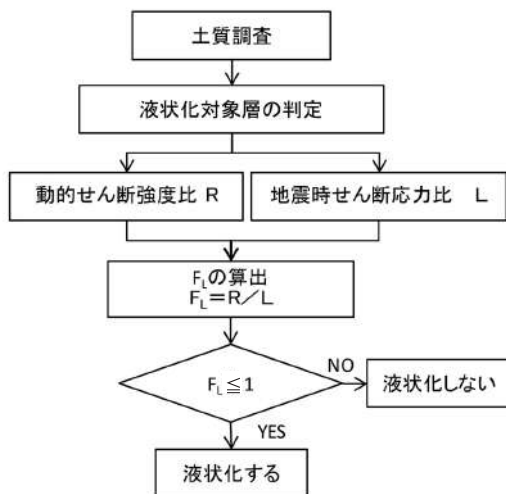 土質調査
液状化対象層の判定
動的せん断強度比 R
地震時せん断応力比 L
FLの算出
FL=R/L
FL≦1
NO
液状化しない
YES
液状化する